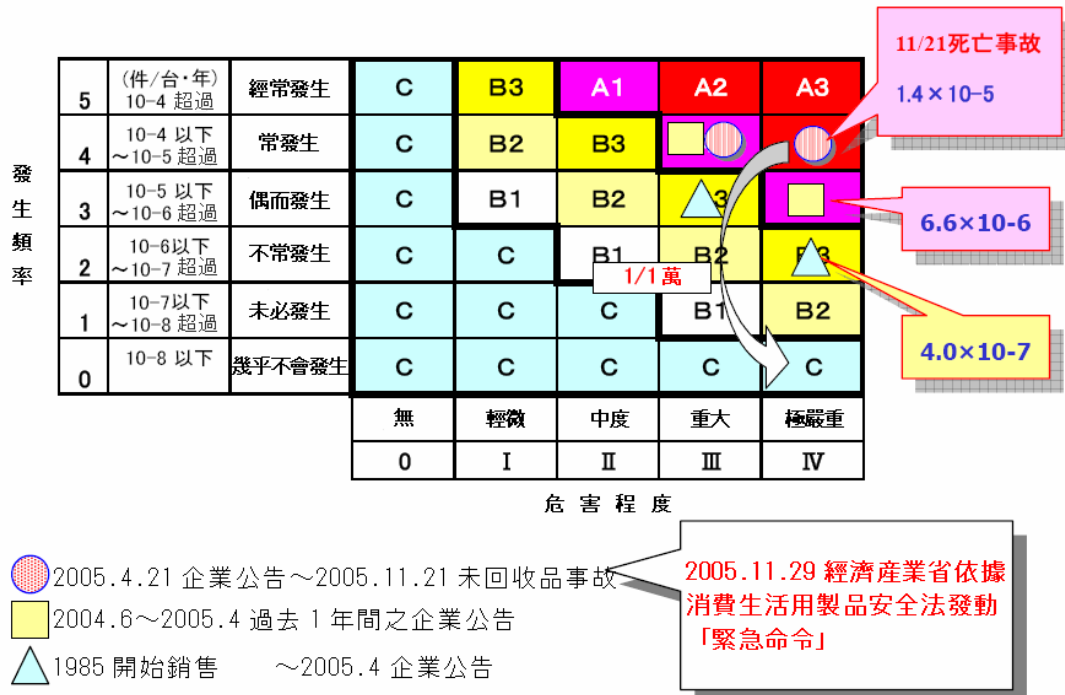 11/21死亡事故
1.4×10-5
5 (件/台・年) 10-4 超過 經常發生 C B3 A1 A2 A3
4 10-4 以下 ~10-5 超過 常發生 C B2 B3
3 10-5 以下 ~10-6 超過 偶而發生 C B1 B2 3
2 10-6以下 ~10-7 超過 不常發生 C C B1 B2 B3
1 10-7以下 ~10-8 超過 未必發生 C C C B1 B2
0 10-8 以下 幾乎不會發生 C C C C C
發生頻率
1/1萬
6.6×10-6
4.0×10-7
無 輕微 中度 重大 極嚴重
0 I II III IV
危害程度
2005.4.21 企業公告~2005.11.21 未回收品事故
2004.6~2005.4 過去 1 年間之企業公告
1985 開始銷售 ~2005.4 企業公告
2005.11.29 經濟產業省依據
消費生活用製品安全法發動
「緊急命令」